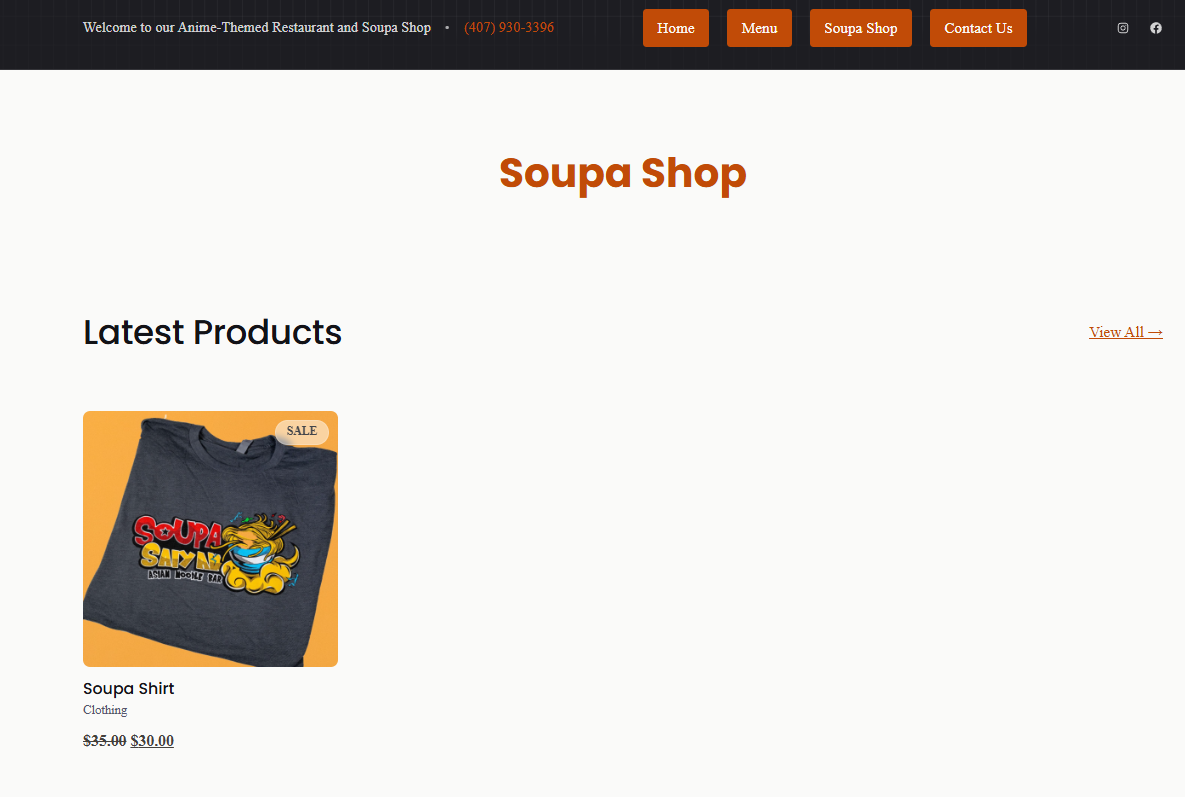 Welcome to our Anime-Themed Restaurant and Soupa Shop • (407) 930-3396
Home
Menu
Soupa Shop
Contact Us
Soupa Shop
Latest Products
View All →
SALE
SOUPA
SAIYAN
ASIAN NOODLE BAR
Soupa Shirt
Clothing
$35.00 $30.00